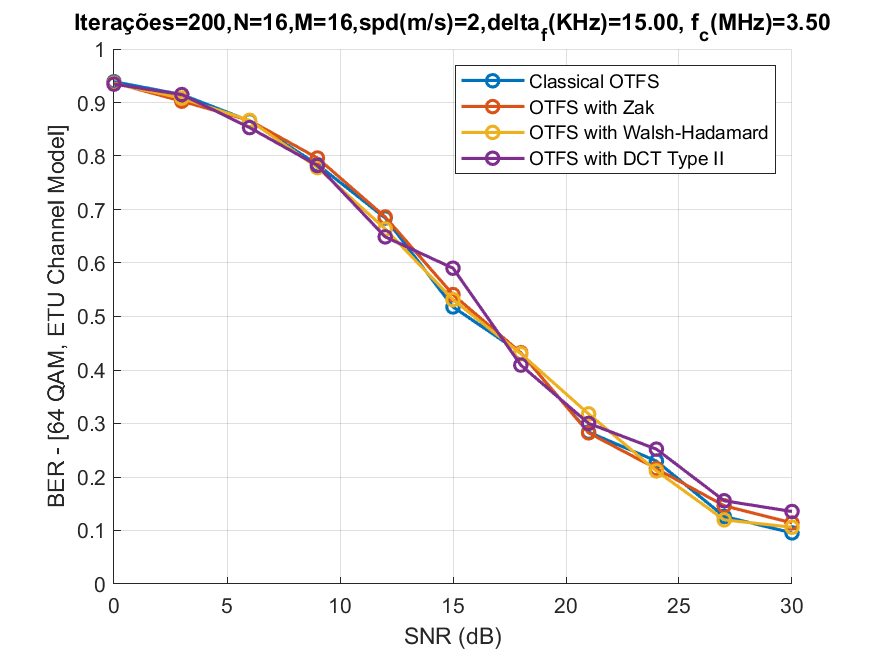 Iterações=200,N=16,M=16,spd(m/s)=2,delta_f(KHz)=15.00, f_c(MHz)=3.50
1
0.9
0.8
0.7
0.6
0.5
0.4
0.3
0.2
0.1
0
BER - [64 QAM, ETU Channel Model]
Classical OTFS
OTFS with Zak
OTFS with Walsh-Hadamard
OTFS with DCT Type II
0 5 10 15 20 25 30
SNR (dB)